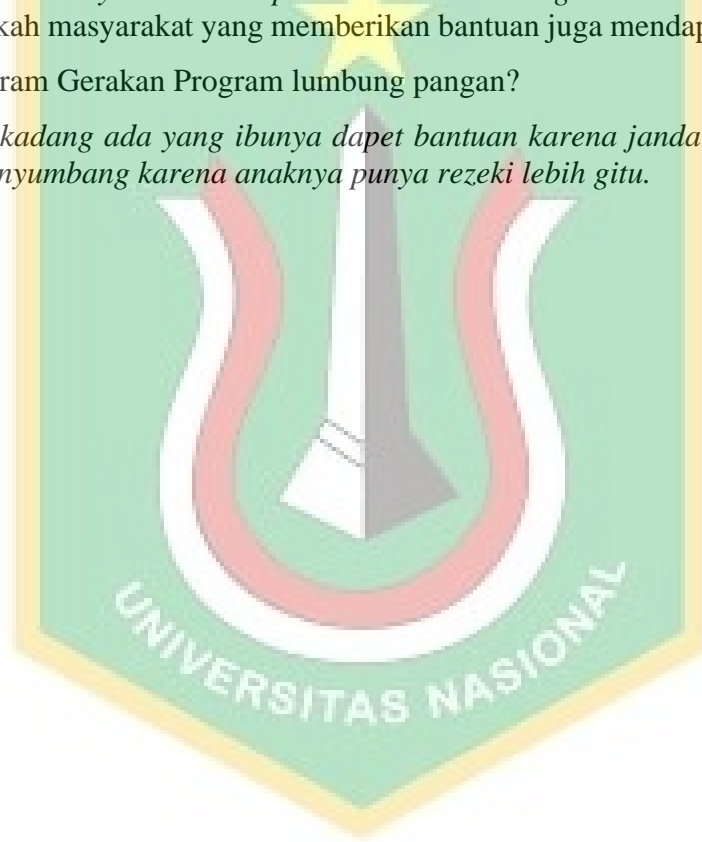 kah masyarakat yang memberikan bantuan juga
ram Gerakan Program lumbung pangan?
kadang ada yang ibunya dapet bantuan karena janda
nyumbang karena anaknya punya rezeki lebih gitu.
UNIVERSITAS NASIONAL